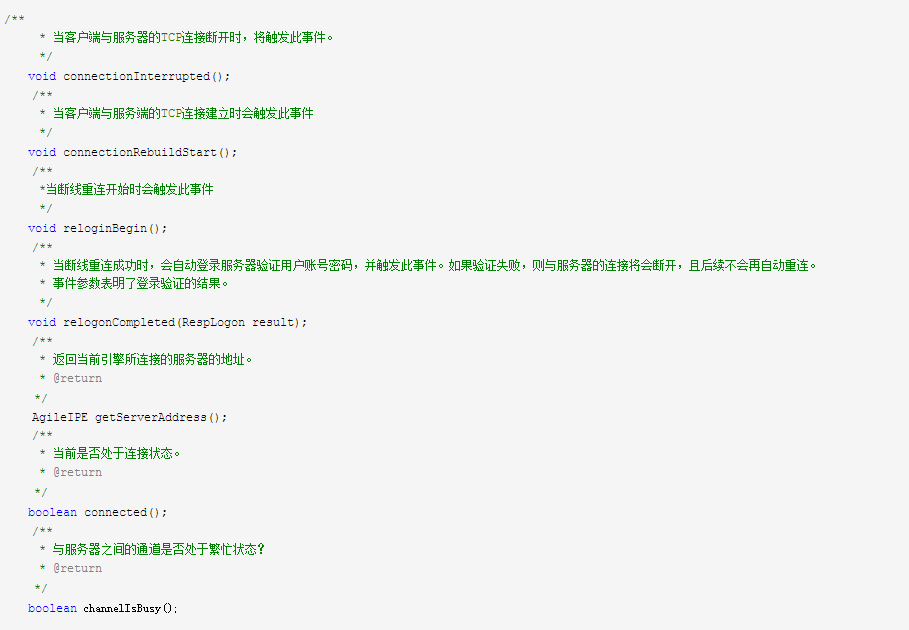 /**
* 当客户端与服务器的TCP连接断开时，将触发此事件。
*/
void connectionInterrupted();
/**
* 当客户端与服务端的TCP连接建立时会触发此事件
*/
void connectionRebuildStart();
/**
*当断线重连开始时会触发此事件
*/
void reloginBegin();
/**
* 当断线重连成功时，会自动登录服务器验证用户账号密码，并触发此事件。如果验证失败，则与服务器的连接将会断开，且后续不会再自动重连。
* 事件参数表明了登录验证的结果。
*/
void relogonCompleted(RespLogon result);
/**
* 返回当前引擎所连接的服务器的地址。
* @return
*/
AgileIPE getServerAddress();
/**
* 当前是否处于连接状态。
* @return
*/
boolean connected();
/**
* 与服务器之间的通道是否处于繁忙状态？
* @return
*/
boolean channelIsBusy();